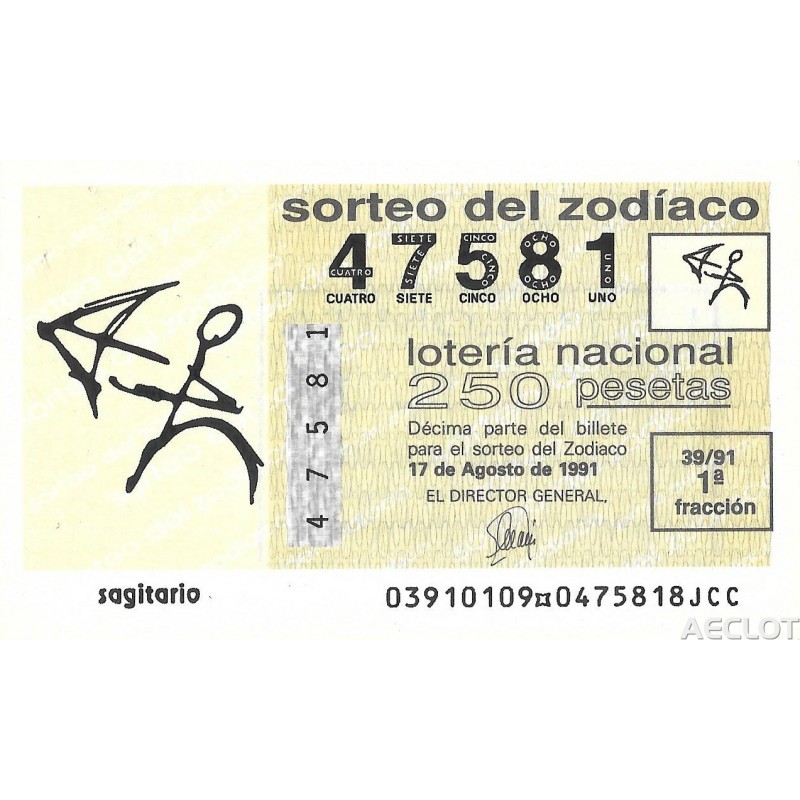 sorteo del zodíaco
47581
CUATRO SIETE SIETE CINCO CINCO OCHO OCHO UNO
CUATRO SIETE CINCO OCHO UNO
47581
lotería nacional
250 pesetas
Décima parte del billete
para el sorteo del Zodiaco
17 de Agosto de 1991
EL DIRECTOR GENERAL,
39/91
1ª
fracción
sagitario
03910109¤0475818JCC
AECLOT